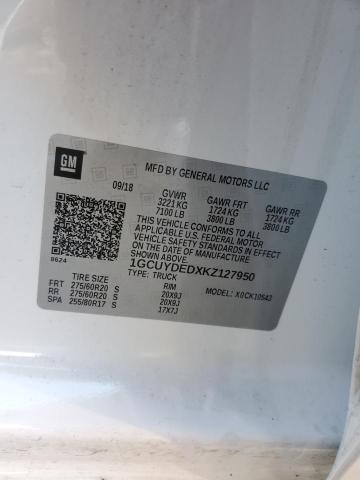 GM
MFD BY GENERAL MOTORS LLC
09/18
GVWR GAWR FRT GAWR RR
3221 KG 1724 KG 1724 KG
7100 LB 3800 LB 3800 LB
THIS VEHICLE CONFORMS TO ALL
APPLICABLE U.S. FEDERAL MOTOR
VEHICLE SAFETY STANDARDS IN
EFFECT ON THE DATE OF MANUFACTURE
SHOWN ABOVE.
8624
1GCUYDEDXKZ127950
TYPE: TRUCK MODEL: X0CK10543
TIRE SIZE RIM
FRT 275/60R20 S 20X9J
RR 275/60R20 S 20X9J
SPA 255/80R17 S 17X7J